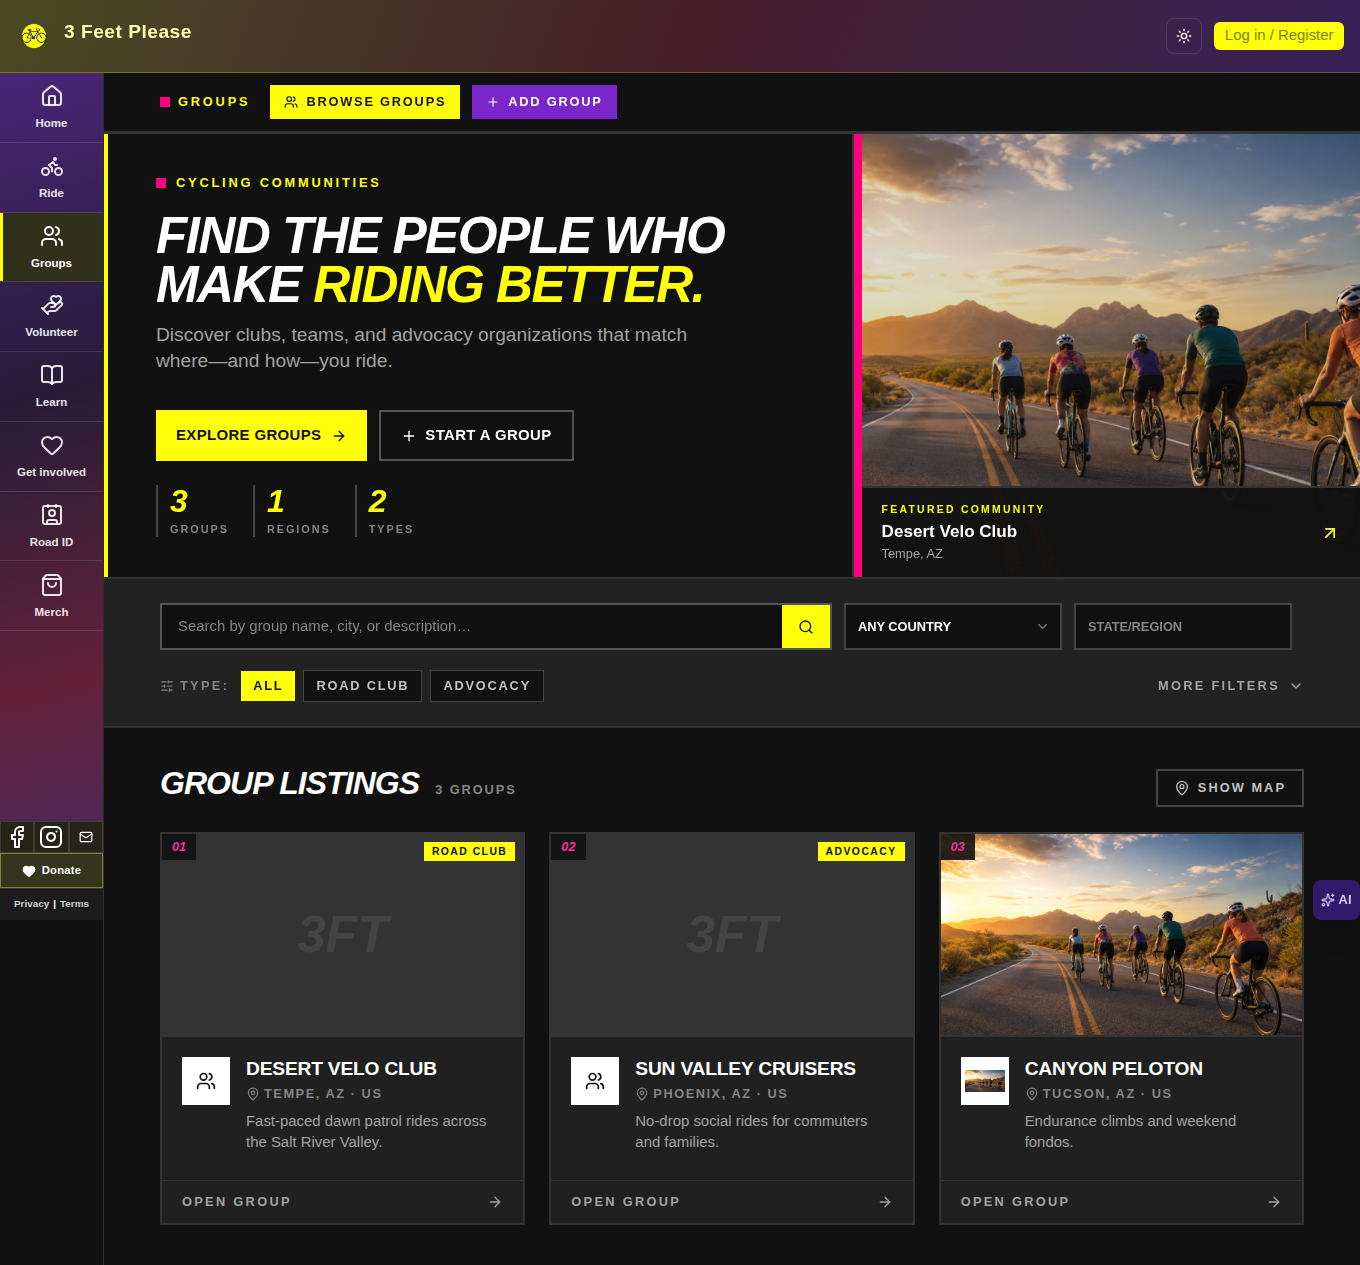 3 Feet Please
Log in / Register
Home
Ride
Groups
Volunteer
Learn
Get involved
Road ID
Merch
Donate
Privacy | Terms
GROUPS
BROWSE GROUPS
ADD GROUP
CYCLING COMMUNITIES
FIND THE PEOPLE WHO
MAKE RIDING BETTER.
Discover clubs, teams, and advocacy organizations that match
where—and how—you ride.
EXPLORE GROUPS
START A GROUP
3
GROUPS
1
REGIONS
2
TYPES
FEATURED COMMUNITY
Desert Velo Club
Tempe, AZ
Search by group name, city, or description…
ANY COUNTRY
STATE/REGION
TYPE:
ALL
ROAD CLUB
ADVOCACY
MORE FILTERS
GROUP LISTINGS
3 GROUPS
SHOW MAP
01
ROAD CLUB
3FT
DESERT VELO CLUB
TEMPE, AZ · US
Fast-paced dawn patrol rides across
the Salt River Valley.
OPEN GROUP
02
ADVOCACY
3FT
SUN VALLEY CRUISERS
PHOENIX, AZ · US
No-drop social rides for commuters
and families.
OPEN GROUP
03
CANYON PELOTON
TUCSON, AZ · US
Endurance climbs and weekend
fondos.
OPEN GROUP
AI